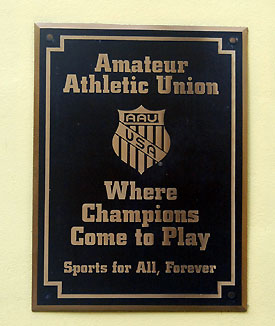 Amateur
Athletic Union
AAU
USA
Where
Champions
Come to Play
Sports for All, Forever